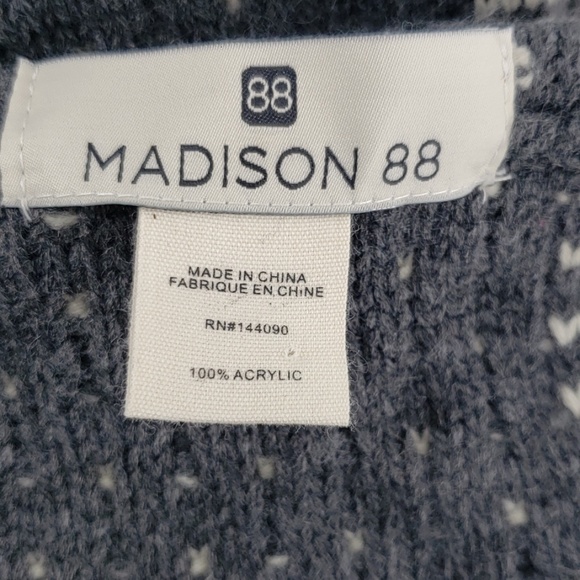 88
MADISON 88
MADE IN CHINA
FABRIQUE EN CHINE
RN#144090
100% ACRYLIC